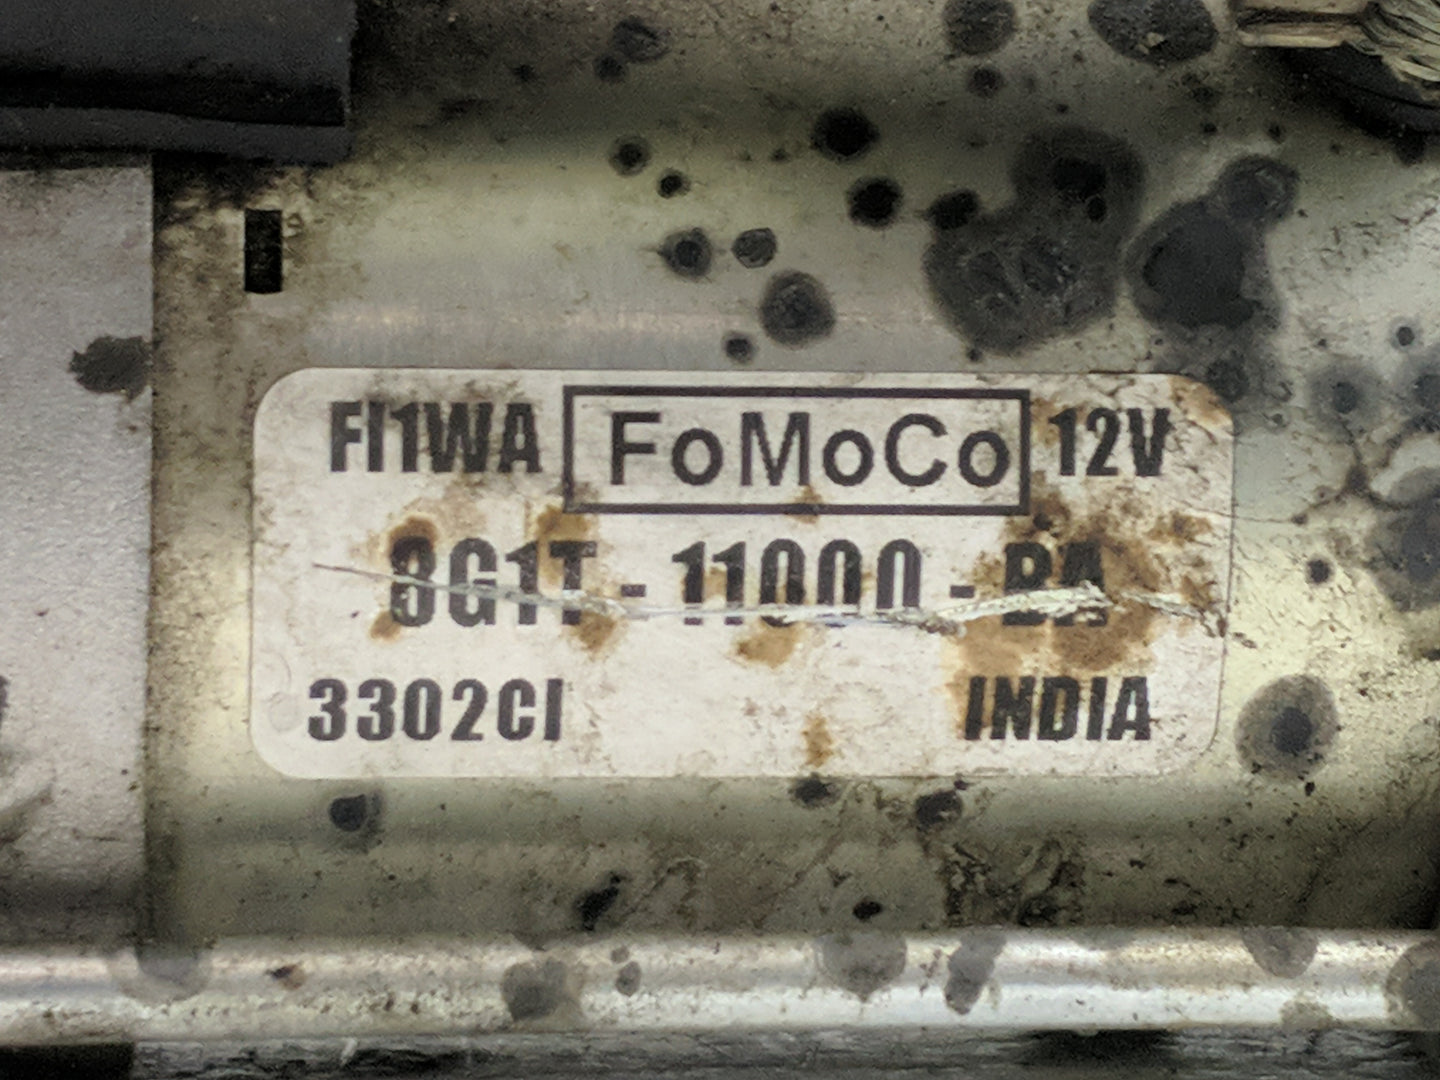 FI1WA FoMoCo 12V
8G1T - 11000 - BA
3302CI INDIA